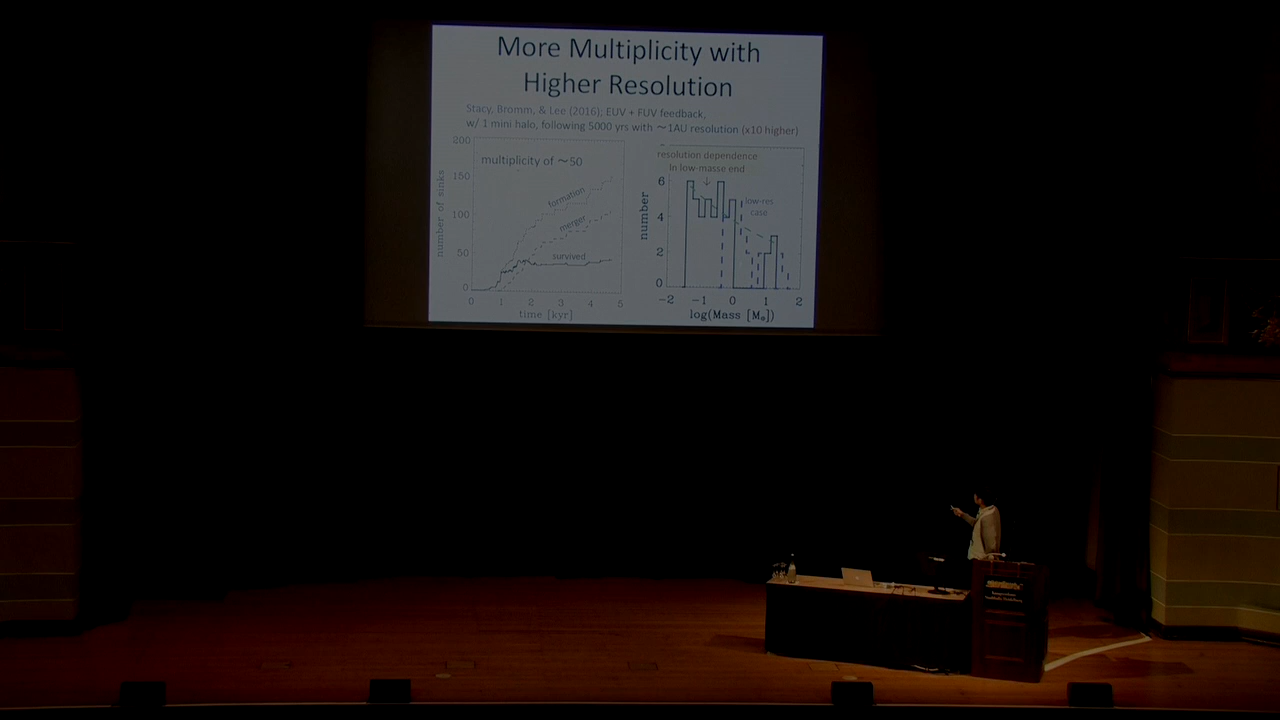 More Multiplicity with
Higher Resolution
Stacy, Bromm, & Lee (2016); EUV + FUV feedback,
w/ 1 mini halo, following 5000 yrs with ~1AU resolution (x10 higher)
multiplicity of ~50
number of sinks
200
150
100
50
0
formation
merger
survived
0 1 2 3 4 5
time [kyr]
resolution dependence
In low-masse end
low-res
case
number
6
4
2
0
−2 −1 0 1 2
log(Mass [M⊙])